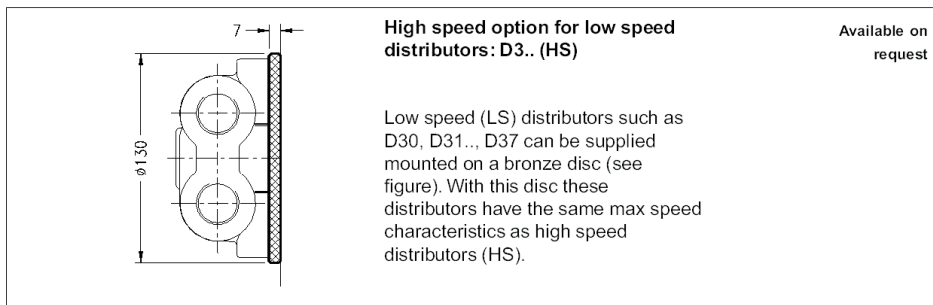 7
ø130
High speed option for low speed
distributors: D3.. (HS)
Available on
request
Low speed (LS) distributors such as
D30, D31.., D37 can be supplied
mounted on a bronze disc (see
figure). With this disc these
distributors have the same max speed
characteristics as high speed
distributors (HS).